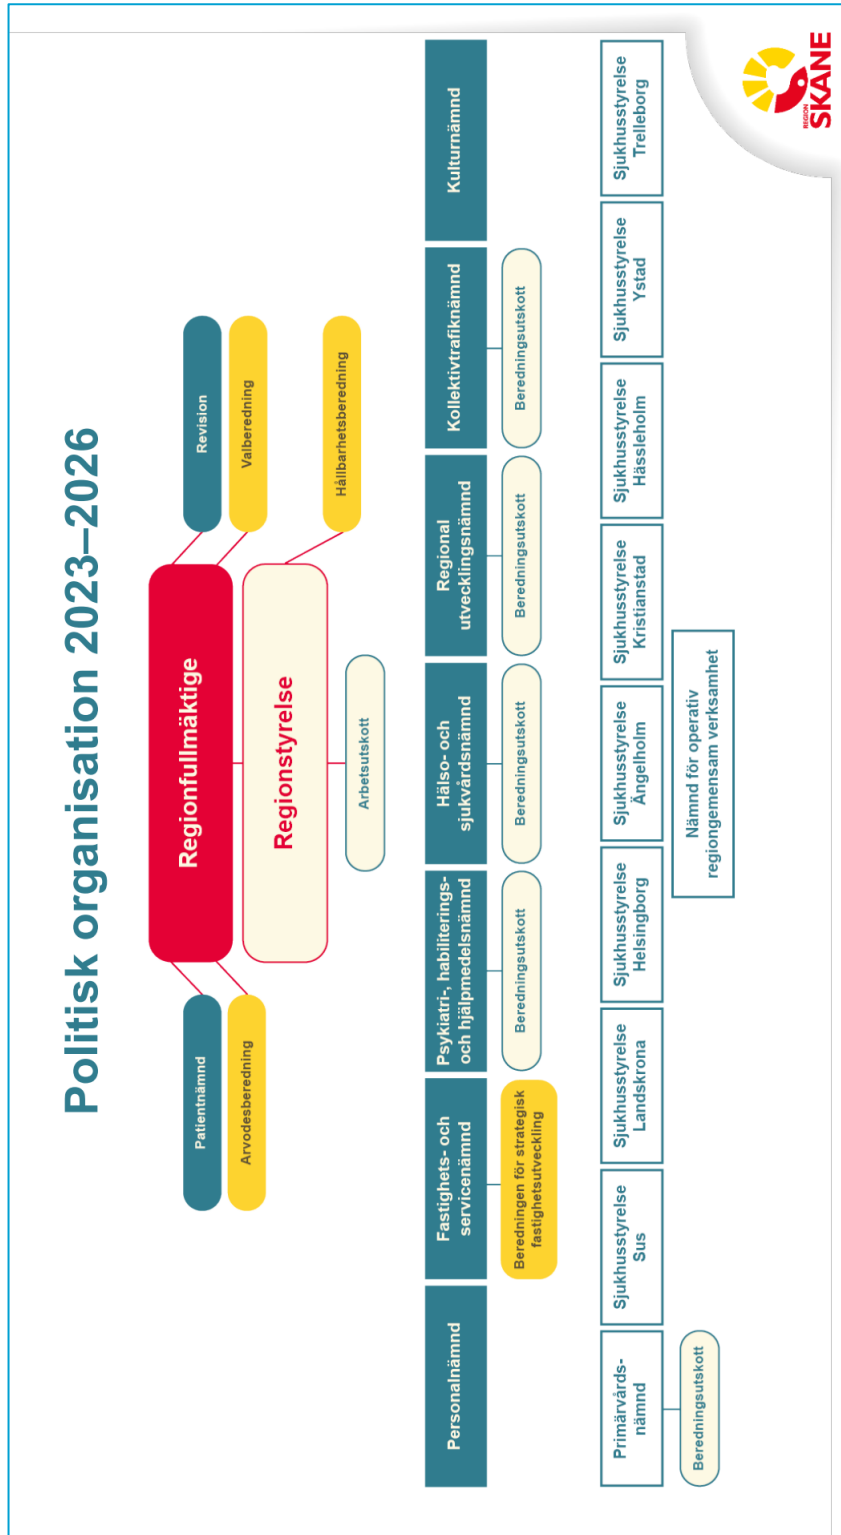 Politisk organisation 2023–2026
REGION
SKÅNE
Patientnämnd
Regionfullmäktige
Revision
Arvodesberedning
Valberedning
Regionstyrelse
Hållbarhetsberedning
Arbetsutskott
Personalnämnd
Fastighets- och
servicenämnd
Psykiatri-, habiliterings-
och hjälpmedelsnämnd
Hälso- och
sjukvårdsnämnd
Regional
utvecklingsnämnd
Kollektivtrafiknämnd
Kulturnämnd
Beredningen för strategisk
fastighetsutveckling
Beredningsutskott
Beredningsutskott
Beredningsutskott
Beredningsutskott
Primärvårds-
nämnd
Sjukhusstyrelse
Sus
Sjukhusstyrelse
Landskrona
Sjukhusstyrelse
Helsingborg
Sjukhusstyrelse
Ängelholm
Sjukhusstyrelse
Kristianstad
Sjukhusstyrelse
Hässleholm
Sjukhusstyrelse
Ystad
Sjukhusstyrelse
Trelleborg
Beredningsutskott
Nämnd för operativ
regiongemensam verksamhet